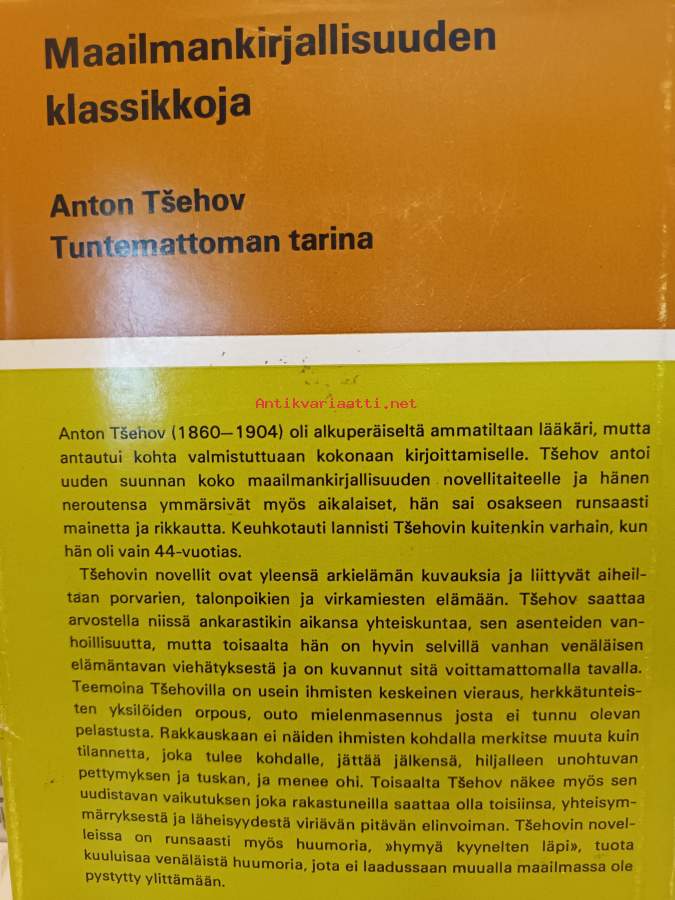 Maailmankirjallisuuden
klassikkoja
Anton Tšehov
Tuntemattoman tarina
Antikvariaatti.net
Anton Tšehov (1860—1904) oli alkuperäiseltä ammatiltaan lääkäri, mutta
antautui kohta valmistuttuaan kokonaan kirjoittamiselle. Tšehov antoi
uuden suunnan koko maailmankirjallisuuden novellitaiteelle ja hänen
neroutensa ymmärsivät myös aikalaiset, hän sai osakseen runsaasti
mainetta ja rikkautta. Keuhkotauti lannisti Tšehovin kuitenkin varhain, kun
hän oli vain 44-vuotias.
Tšehovin novellit ovat yleensä arkielämän kuvauksia ja liittyvät aiheil-
taan porvarien, talonpoikien ja virkamiesten elämään. Tšehov saattaa
arvostella niissä ankarastikin aikansa yhteiskuntaa, sen asenteiden van-
hoillisuutta, mutta toisaalta hän on hyvin selvillä vanhan venäläisen
elämäntavan viehätyksestä ja on kuvannut sitä voittamattomalla tavalla.
Teemoina Tšehovilla on usein ihmisten keskeinen vieraus, herkkätunteis-
ten yksilöiden orpous, outo mielenmasennus josta ei tunnu olevan
pelastusta. Rakkauskaan ei näiden ihmisten kohdalla merkitse muuta kuin
tilannetta, joka tulee kohdalle, jättää jälkensä, hiljalleen unohtuvan
pettymyksen ja tuskan, ja menee ohi. Toisaalta Tšehov näkee myös sen
uudistavan vaikutuksen joka rakastuneilla saattaa olla toisiinsa, yhteisym-
märryksestä ja läheisyydestä viriävän pitävän elinvoiman. Tšehovin novel-
leissa on runsaasti myös huumoria, »hymyä kyynelten läpi», tuota
kuuluisaa venäläistä huumoria, jota ei laadussaan muualla maailmassa ole
pystytty ylittämään.